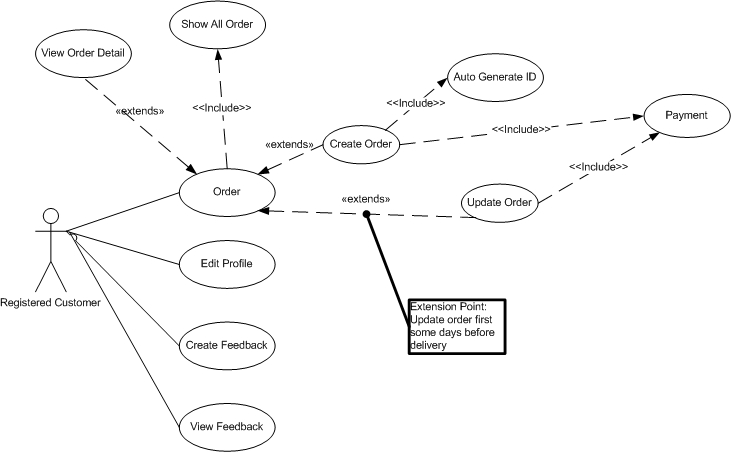 Show All Order
View Order Detail
Auto Generate ID
<<Include>>
«extends»
<<Include>>
Payment
<<Include>>
«extends»
Create Order
<<Include>>
Order
«extends»
Update Order
Edit Profile
Registered Customer
Extension Point:
Update order first
some days before
delivery
Create Feedback
View Feedback